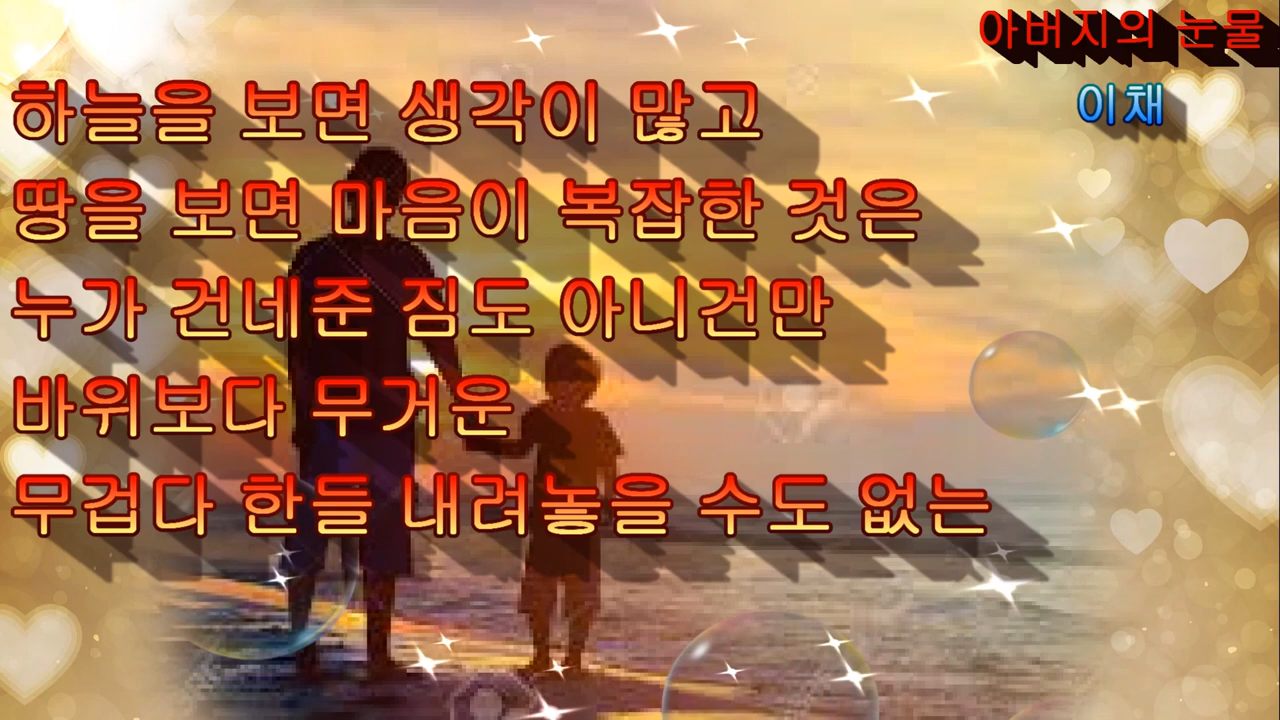 아버지의 눈물
이채
하늘을 보면 생각이 많고
땅을 보면 마음이 복잡한 것은
누가 건네준 짐도 아니건만
바위보다 무거운
무겁다 한들 내려놓을 수도 없는